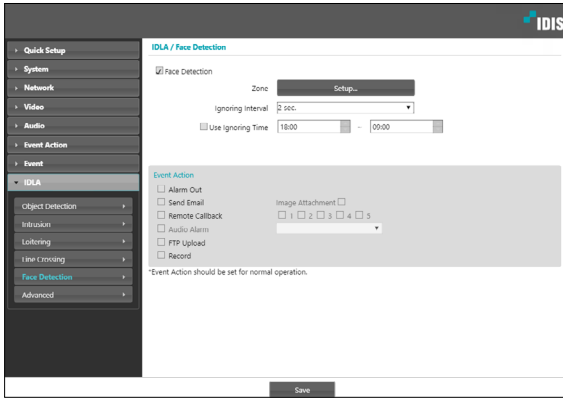 IDIS
Quick Setup
System
Network
Video
Audio
Event Action
Event
IDLA
Object Detection
Intrusion
Loitering
Line Crossing
Face Detection
Advanced
IDLA / Face Detection
Face Detection
Zone Setup...
Ignoring Interval 2 sec.
Use Ignoring Time 18:00 ~ 09:00
Event Action
Alarm Out
Send Email Image Attachment
Remote Callback 1 2 3 4 5
Audio Alarm
FTP Upload
Record
*Event Action should be set for normal operation.
Save